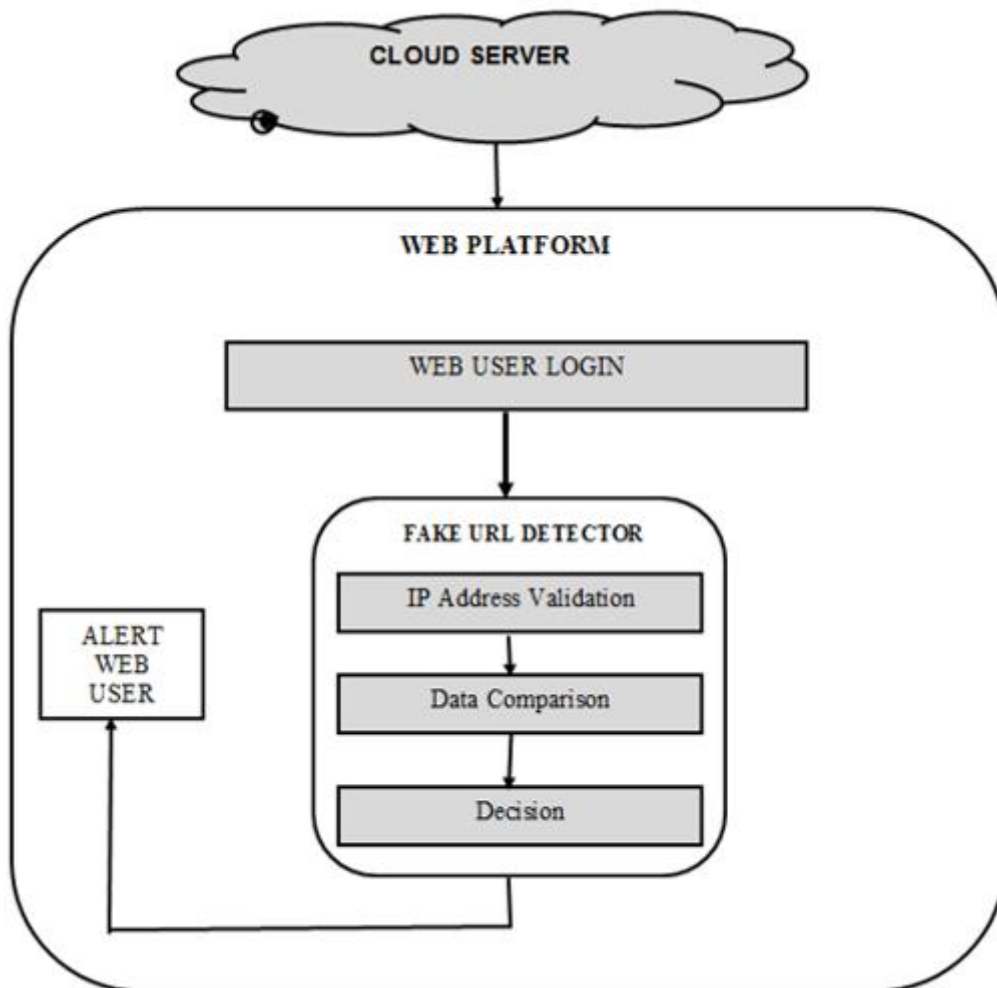 CLOUD SERVER
WEB PLATFORM
WEB USER LOGIN
FAKE URL DETECTOR
IP Address Validation
Data Comparison
Decision
ALERT
WEB
USER